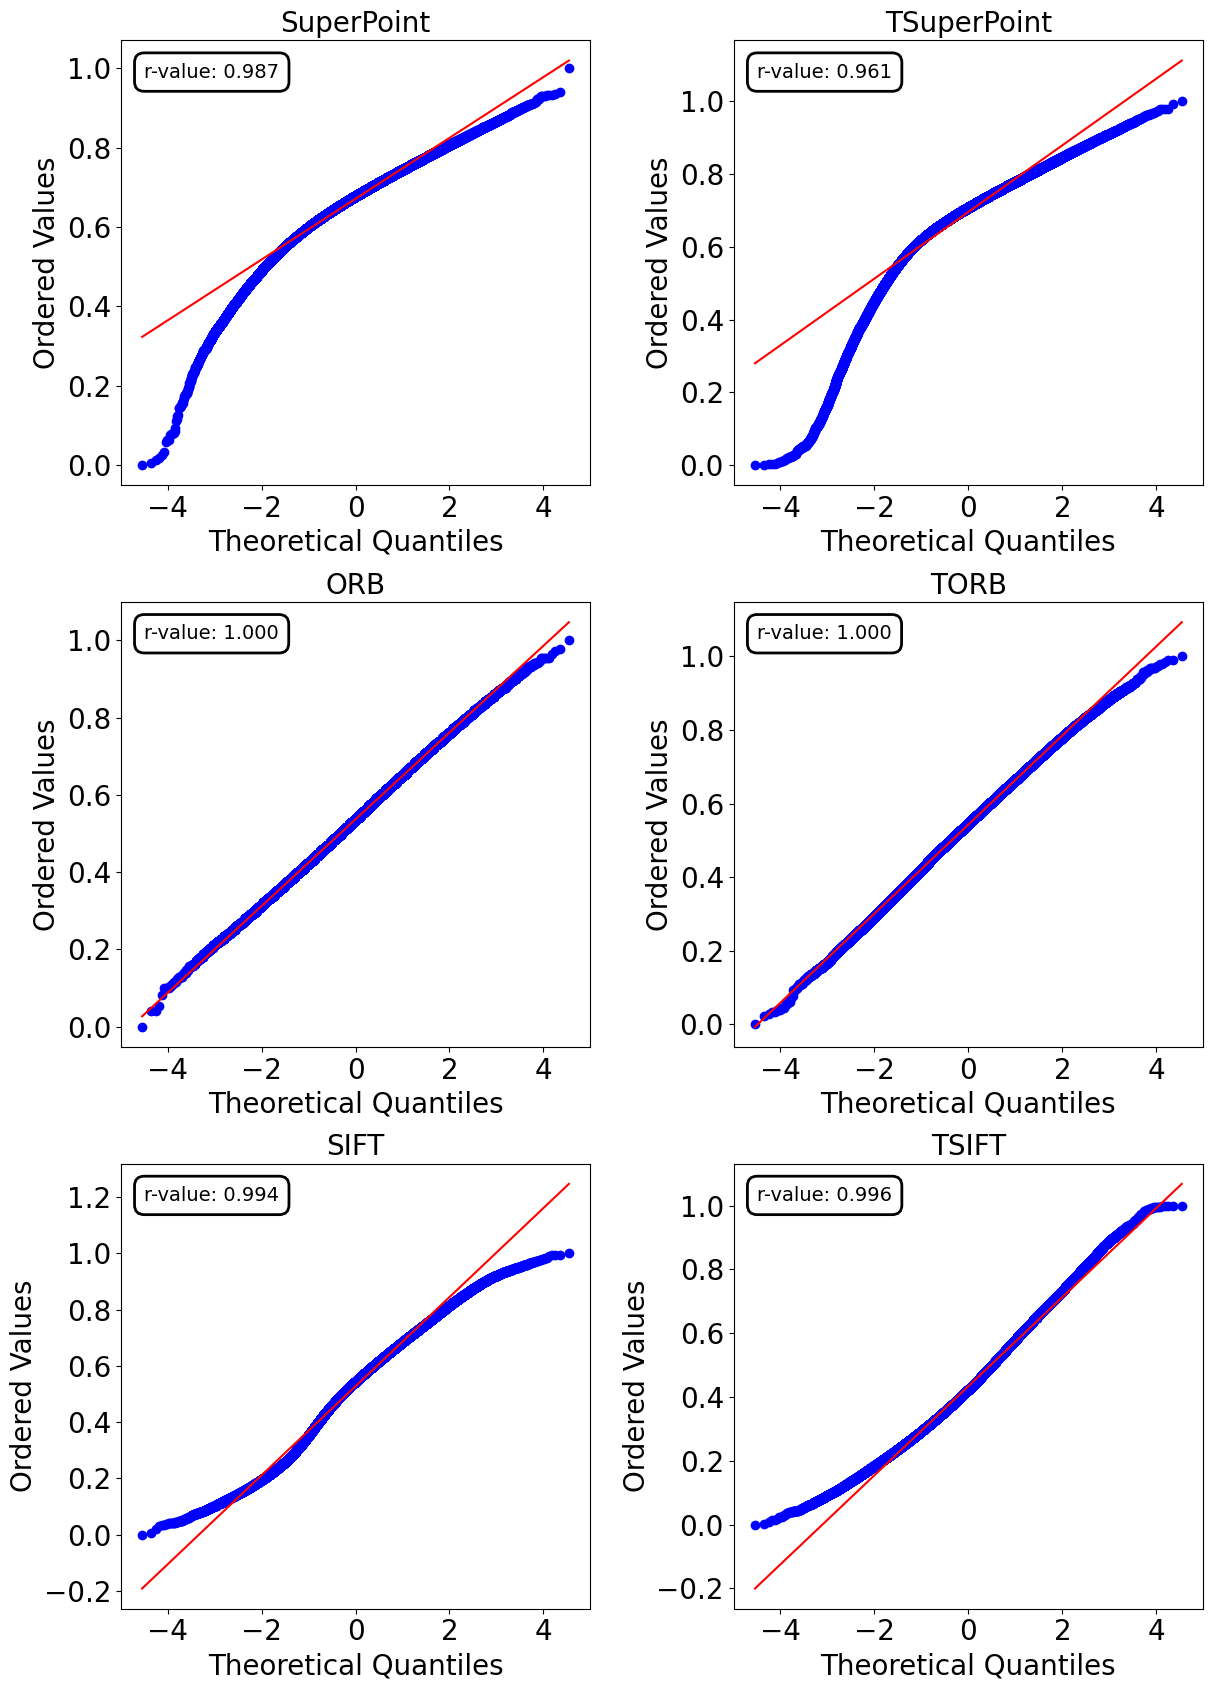 SuperPoint
r-value: 0.987
1.0
0.8
0.6
0.4
0.2
0.0
Ordered Values
−4 −2 0 2 4
Theoretical Quantiles
TSuperPoint
r-value: 0.961
1.0
0.8
0.6
0.4
0.2
0.0
Ordered Values
−4 −2 0 2 4
Theoretical Quantiles
ORB
r-value: 1.000
1.0
0.8
0.6
0.4
0.2
0.0
Ordered Values
−4 −2 0 2 4
Theoretical Quantiles
TORB
r-value: 1.000
1.0
0.8
0.6
0.4
0.2
0.0
Ordered Values
−4 −2 0 2 4
Theoretical Quantiles
SIFT
r-value: 0.994
1.2
1.0
0.8
0.6
0.4
0.2
0.0
−0.2
Ordered Values
−4 −2 0 2 4
Theoretical Quantiles
TSIFT
r-value: 0.996
1.0
0.8
0.6
0.4
0.2
0.0
−0.2
Ordered Values
−4 −2 0 2 4
Theoretical Quantiles